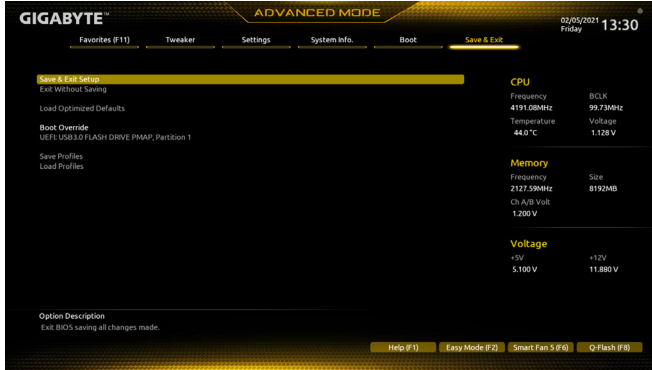 GIGABYTE™
ADVANCED MODE
02/05/2021 Friday 13:30
Favorites (F11) Tweaker Settings System Info. Boot Save & Exit
Save & Exit Setup
Exit Without Saving
Load Optimized Defaults
Boot Override
UEFI: USB3.0 FLASH DRIVE PMAP, Partition 1
Save Profiles
Load Profiles
CPU
Frequency BCLK
4191.08MHz 99.73MHz
Temperature Voltage
44.0 °C 1.128 V
Memory
Frequency Size
2127.59MHz 8192MB
Ch A/B Volt
1.200 V
Voltage
+5V +12V
5.100 V 11.880 V
Option Description
Exit BIOS saving all changes made.
Help (F1) Easy Mode (F2) Smart Fan 5 (F6) Q-Flash (F8)